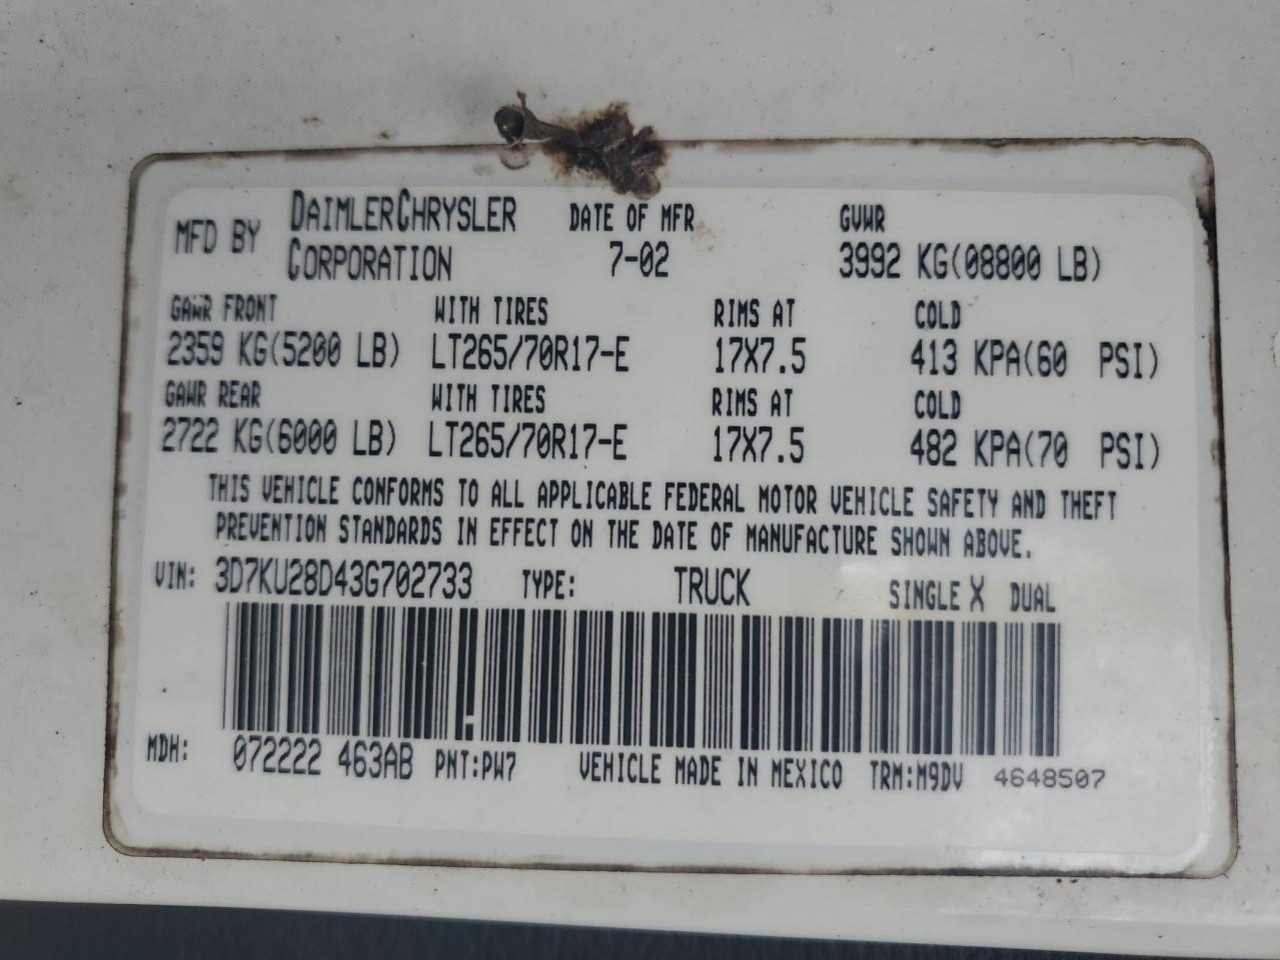 MFD BY DAIMLERCHRYSLER CORPORATION DATE OF MFR 7-02 GVWR 3992 KG(08800 LB)
GAWR FRONT WITH TIRES RIMS AT COLD
2359 KG(5200 LB) LT265/70R17-E 17X7.5 413 KPA(60 PSI)
GAWR REAR WITH TIRES RIMS AT COLD
2722 KG(6000 LB) LT265/70R17-E 17X7.5 482 KPA(70 PSI)
THIS VEHICLE CONFORMS TO ALL APPLICABLE FEDERAL MOTOR VEHICLE SAFETY AND THEFT
PREVENTION STANDARDS IN EFFECT ON THE DATE OF MANUFACTURE SHOWN ABOVE.
VIN: 3D7KU28D43G702733 TYPE: TRUCK SINGLE X DUAL
MDH: 072222 463AB PNT:PW7 VEHICLE MADE IN MEXICO TRM:M9DV 4648507